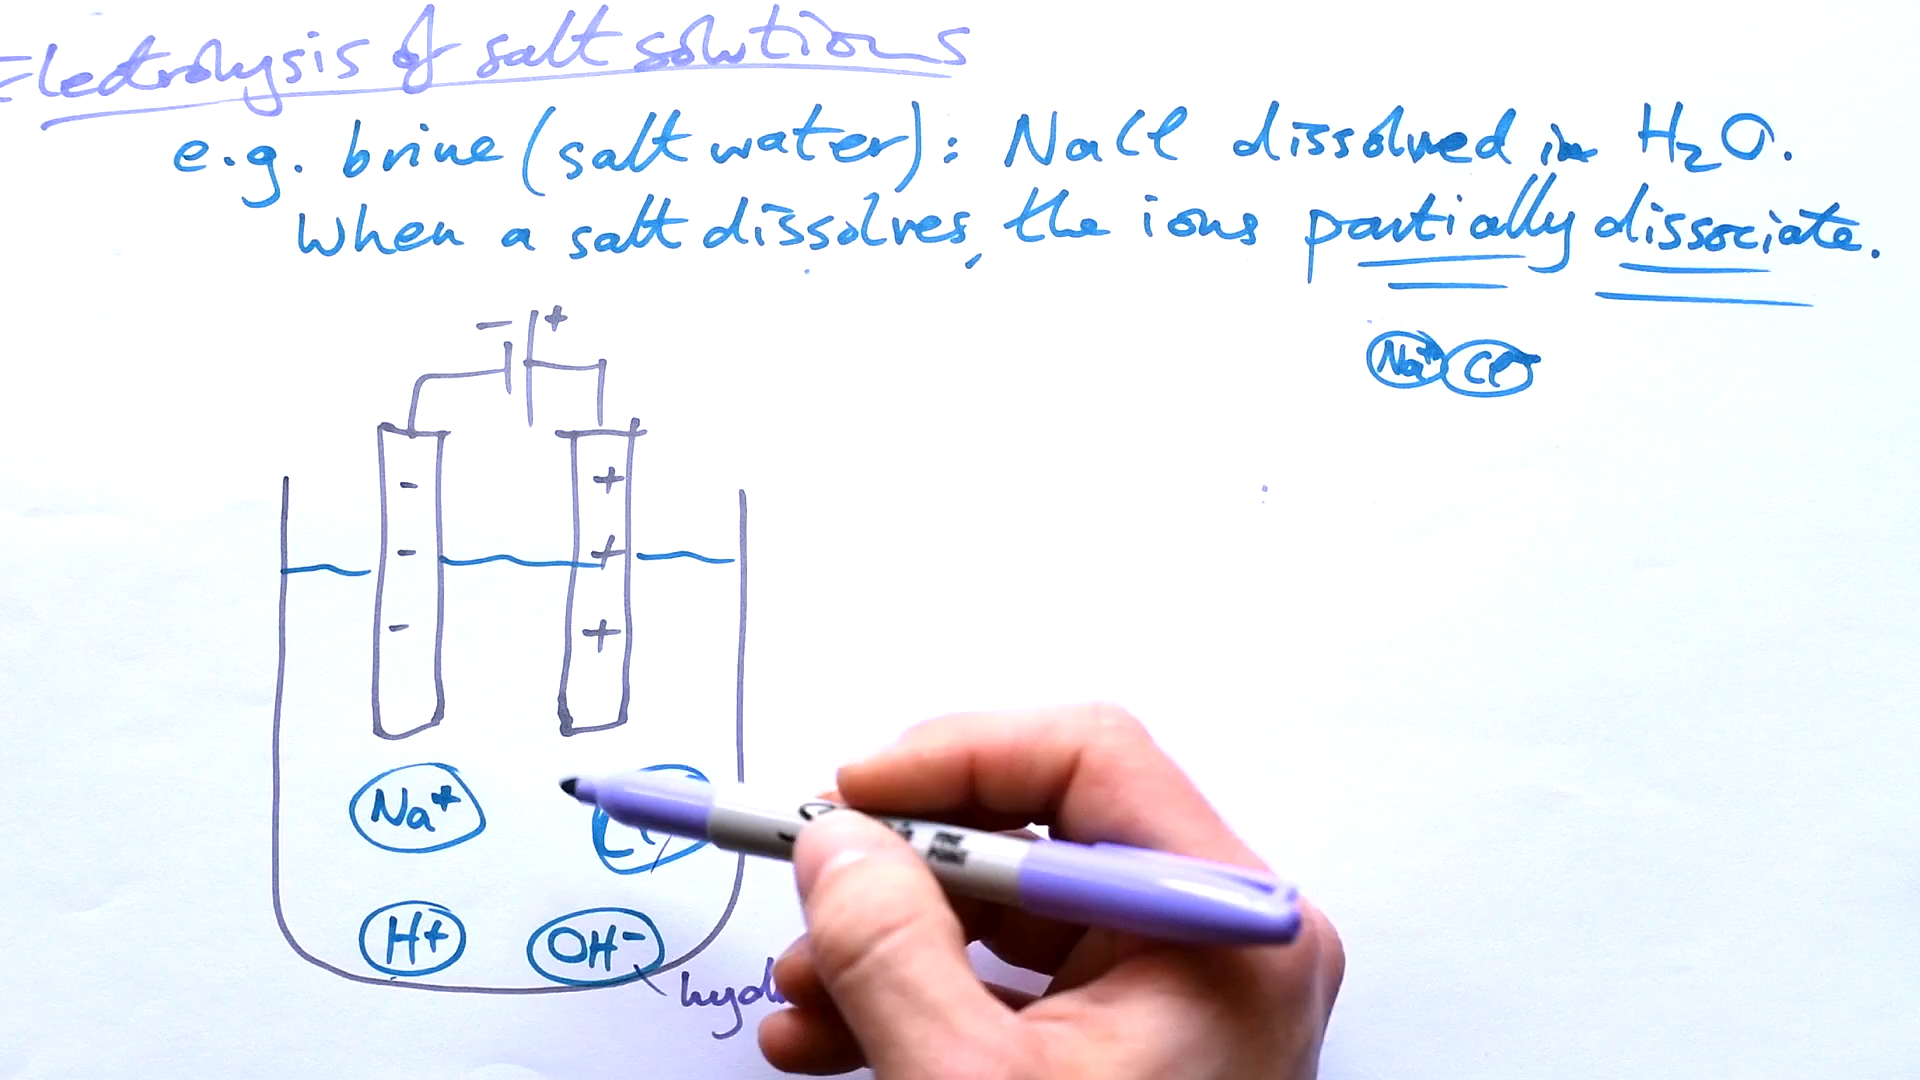 Electrolysis of salt solutions
e.g. brine (salt water): NaCl dissolved in H₂O.
When a salt dissolves, the ions partially dissociate.
- +
Na⁺ Cl⁻
- +
- +
- +
Na⁺
H+ OH⁻